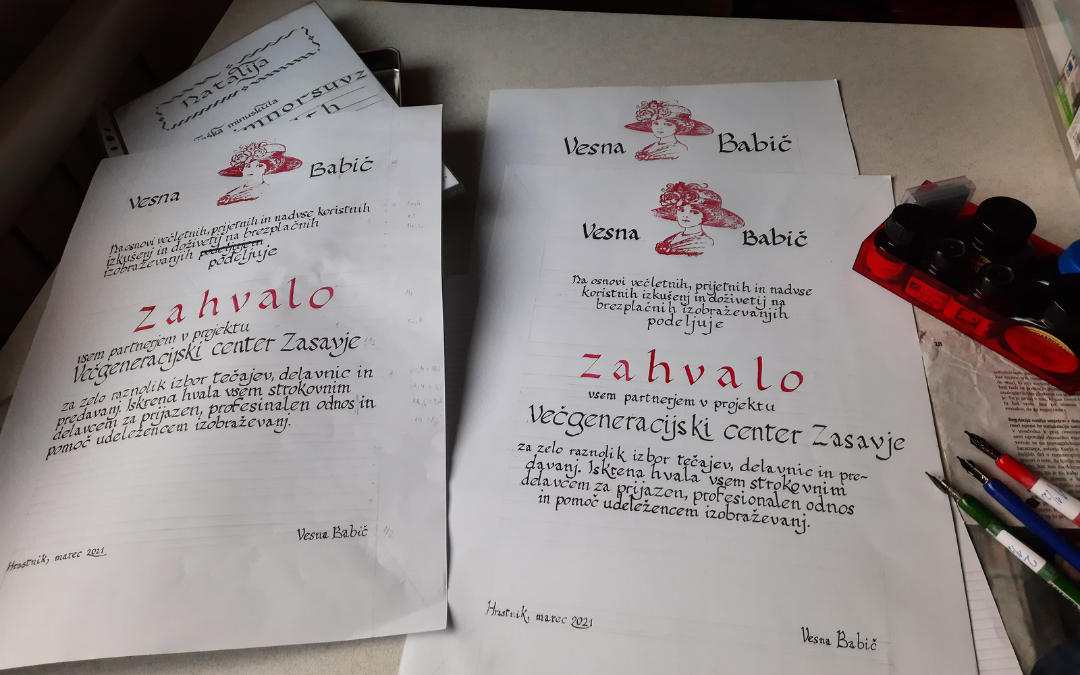 Natalija
minuskula
Vesna Babič
Na osnovi večletnih, prijetnih in nadvse koristnih
izkušenj in doživetij na brezplačnih
izobraževanjih podeljujem
podeljuje
zahvalo
vsem partnerjem v projektu
Večgeneracijski center Zasavje
za zelo raznolik izbor tečajev, delavnic in
predavanj. Iskrena hvala vsem strokovnim
delavcem za prijazen, profesinalen odnos in
pomoč udeležencem izobraževanj.
Vesna Babič
Hrastnik, marec 2021
Vesna Babič
Vesna Babič
Na osnovi večletnih, prijetnih in nadvse
koristnih izkušenj in doživetij na
brezplačnih izobraževanjih
podeljuje
zahvalo
vsem partnerjem v projektu
Večgeneracijski center Zasavje
za zelo raznolik izbor tečajev, delavnic in pre-
davanj. Iskrena hvala vsem strokovnim
delavcem za prijazen, profesionalen odnos
in pomoč udeležencem izobraževanj.
Hrastnik, marec 2021
Vesna Babič